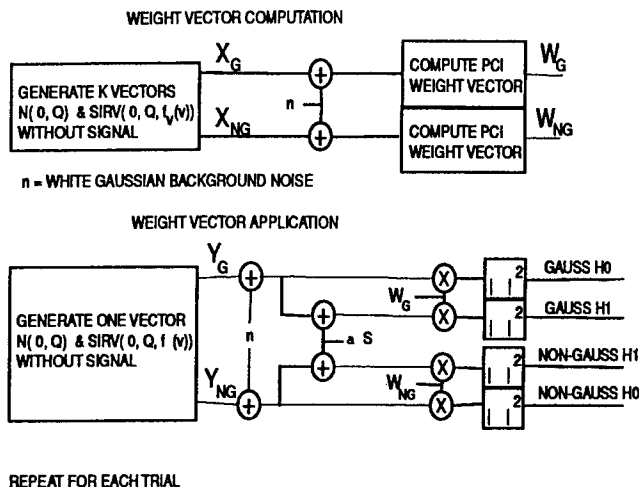 WEIGHT VECTOR COMPUTATION
X_G
W_G
GENERATE K VECTORS
N( 0, Q) & SIRV( 0, Q, f_v(v))
WITHOUT SIGNAL
+
COMPUTE PCI
WEIGHT VECTOR
n
X_NG
W_NG
+
COMPUTE PCI
WEIGHT VECTOR
n = WHITE GAUSSIAN BACKGROUND NOISE
WEIGHT VECTOR APPLICATION
Y_G
GENERATE ONE VECTOR
N( 0, Q) & SIRV( 0, Q, f (v))
WITHOUT SIGNAL
+
X
| |²
GAUSS H0
W_G
+
X
| |²
GAUSS H1
n
a S
+
X
| |²
NON-GAUSS H1
W_NG
Y_NG
+
X
| |²
NON-GAUSS H0
REPEAT FOR EACH TRIAL